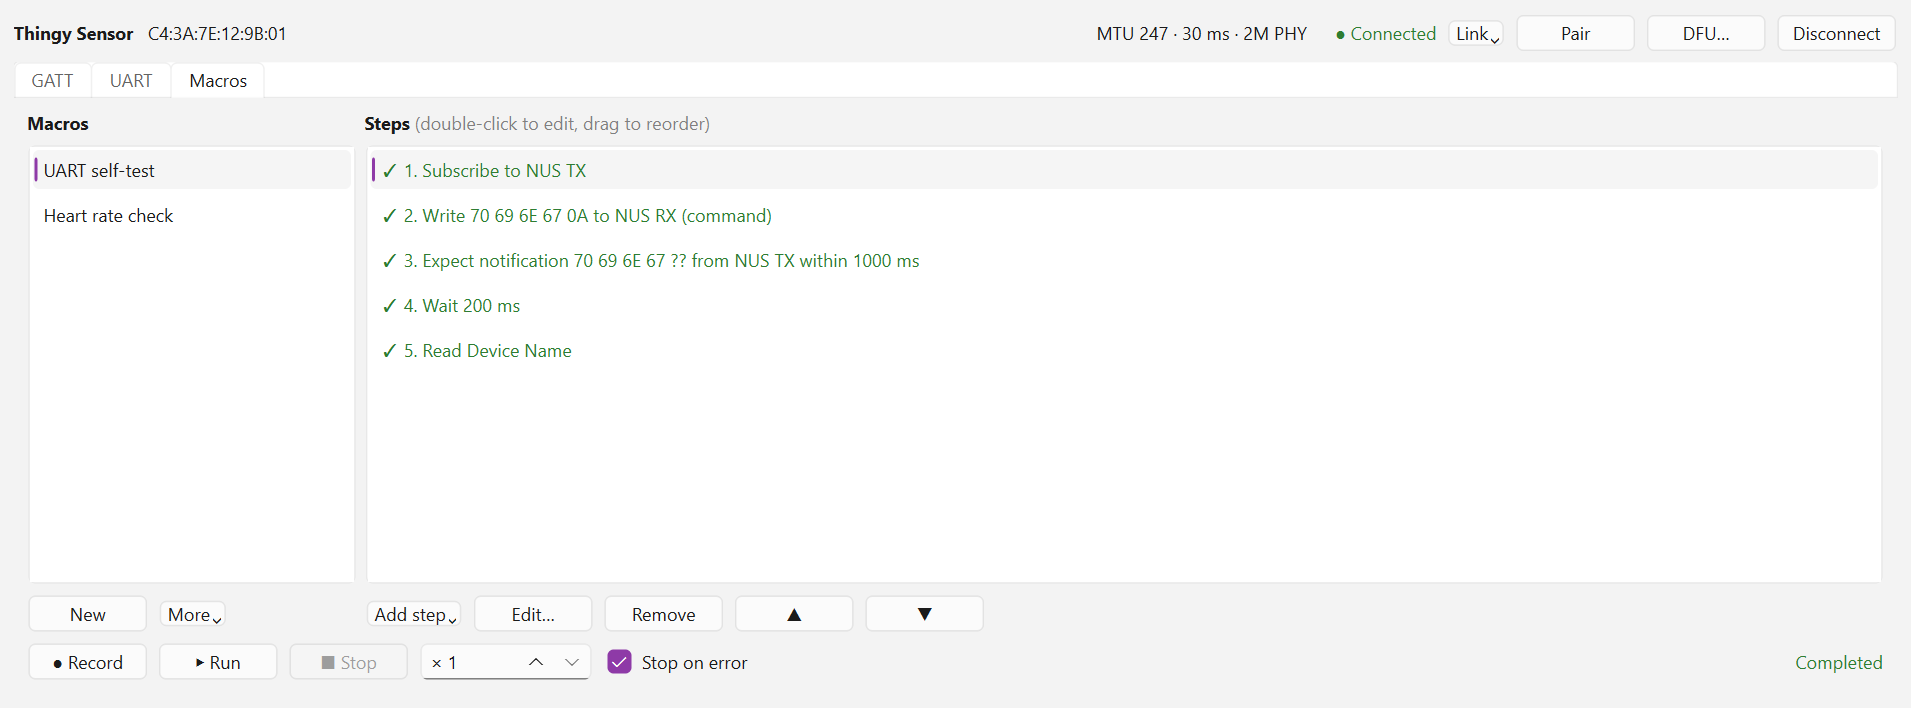 Thingy Sensor C4:3A:7E:12:9B:01 MTU 247 · 30 ms · 2M PHY ● Connected Link Pair DFU... Disconnect
GATT UART Macros
Macros Steps (double-click to edit, drag to reorder)
UART self-test ✓ 1. Subscribe to NUS TX
Heart rate check ✓ 2. Write 70 69 6E 67 0A to NUS RX (command)
✓ 3. Expect notification 70 69 6E 67 ?? from NUS TX within 1000 ms
✓ 4. Wait 200 ms
✓ 5. Read Device Name
New More Add step Edit... Remove ▲ ▼
● Record ▶ Run ■ Stop × 1 Stop on error Completed